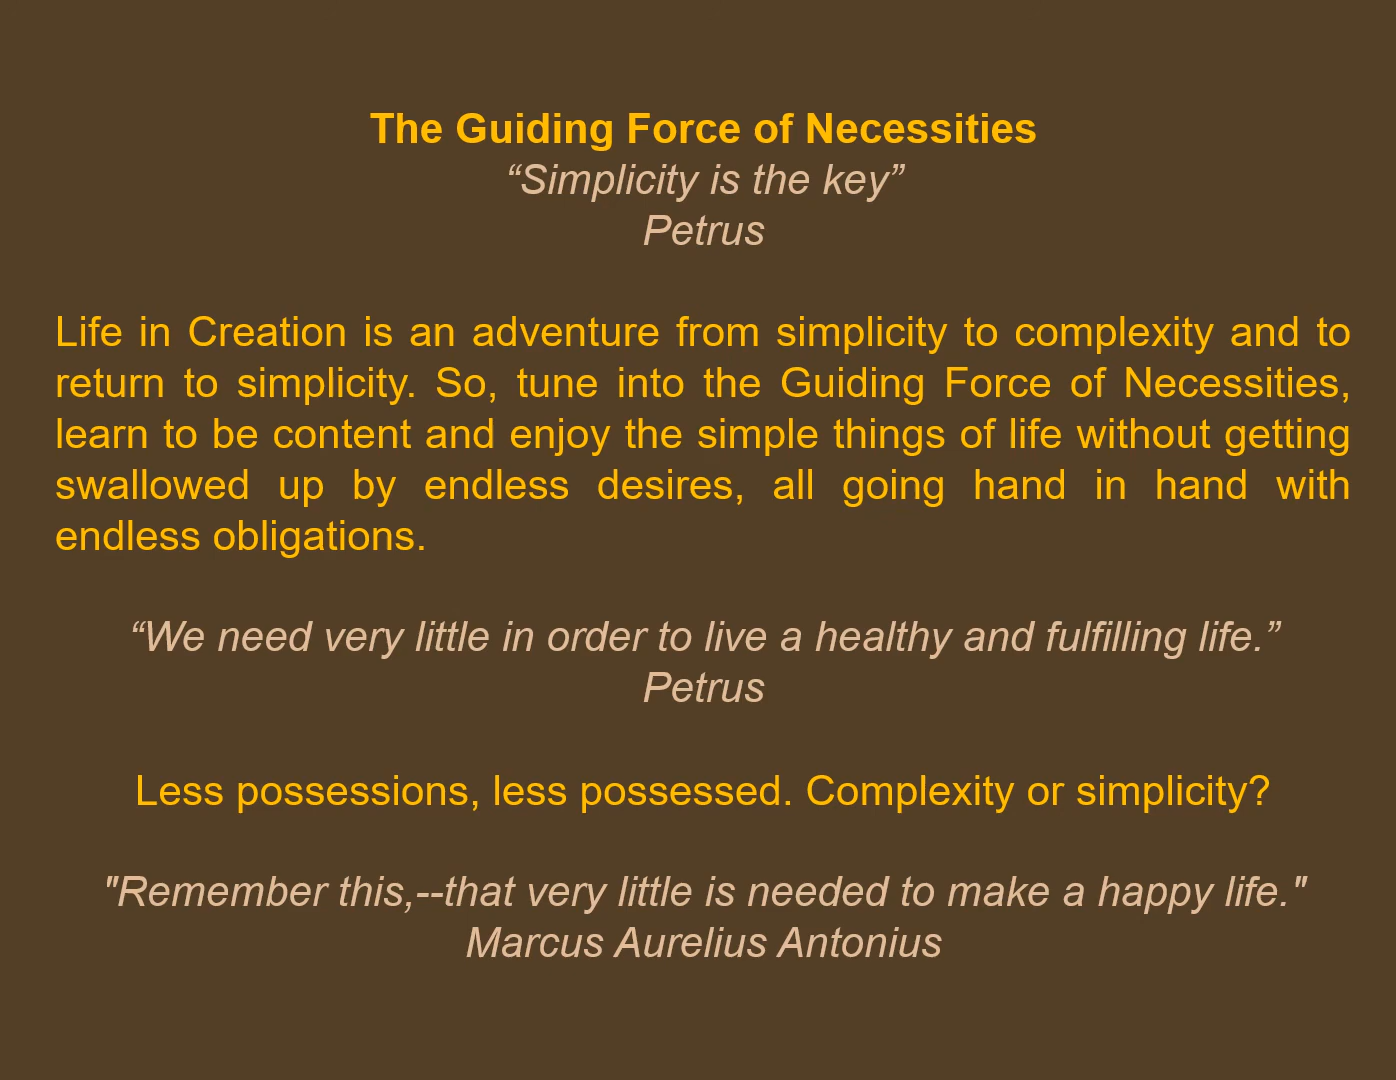 The Guiding Force of Necessities
“Simplicity is the key”
Petrus
Life in Creation is an adventure from simplicity to complexity and to
return to simplicity. So, tune into the Guiding Force of Necessities,
learn to be content and enjoy the simple things of life without getting
swallowed up by endless desires, all going hand in hand with
endless obligations.
“We need very little in order to live a healthy and fulfilling life.”
Petrus
Less possessions, less possessed. Complexity or simplicity?
"Remember this,--that very little is needed to make a happy life."
Marcus Aurelius Antonius